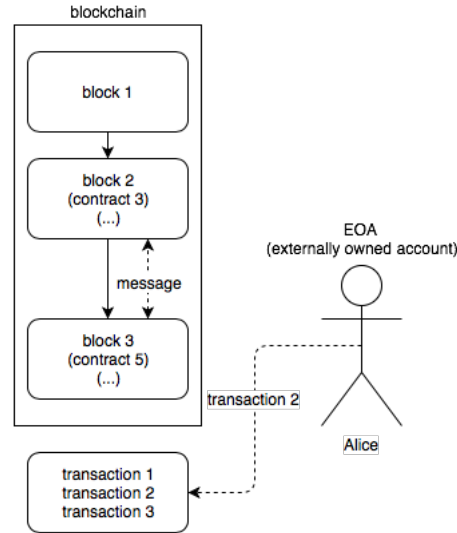 blockchain
block 1
block 2
(contract 3)
(...)
message
block 3
(contract 5)
(...)
EOA
(externally owned account)
transaction 2
Alice
transaction 1
transaction 2
transaction 3